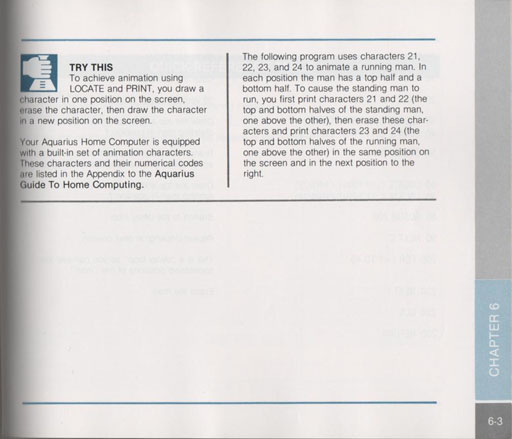 TRY THIS
To achieve animation using
LOCATE and PRINT, you draw a
character in one position on the screen,
erase the character, then draw the character
in a new position on the screen.
Your Aquarius Home Computer is equipped
with a built-in set of animation characters.
These characters and their numerical codes
are listed in the Appendix to the Aquarius
Guide To Home Computing.
The following program uses characters 21,
22, 23, and 24 to animate a running man. In
each position the man has a top half and a
bottom half. To cause the standing man to
run, you first print characters 21 and 22 (the
top and bottom halves of the standing man,
one above the other), then erase these char-
acters and print characters 23 and 24 (the
top and bottom halves of the running man,
one above the other) in the same position on
the screen and in the next position to the
right.
CHAPTER 6
6-3